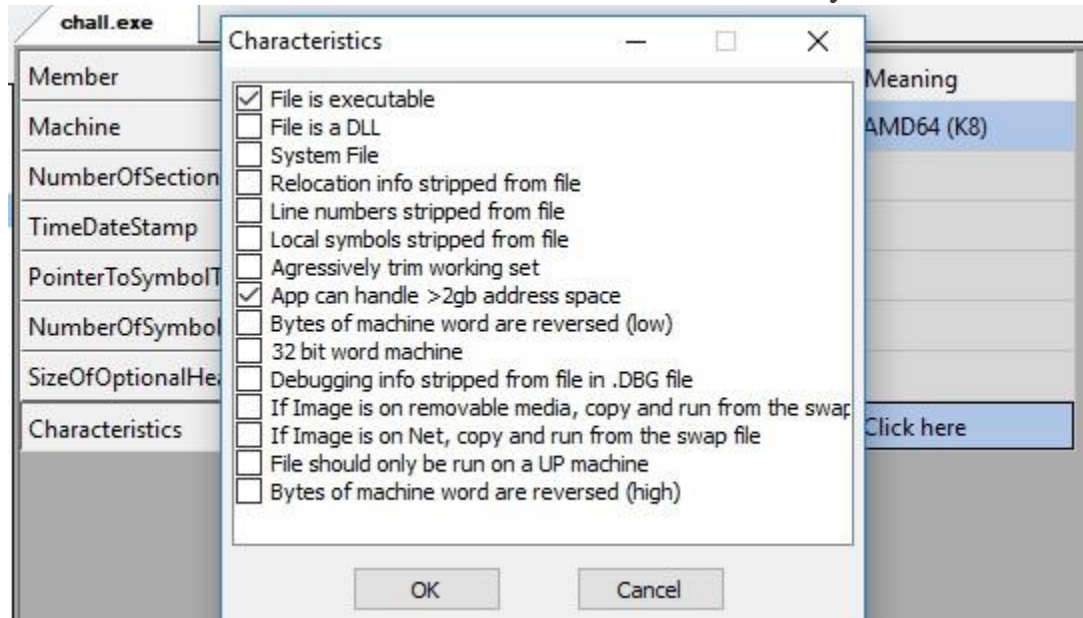 chall.exe
Characteristics
Member
Meaning
Machine
AMD64 (K8)
NumberOfSection
TimeDateStamp
PointerToSymbolT
NumberOfSymbol
SizeOfOptionalHea
Characteristics
Click here
File is executable
File is a DLL
System File
Relocation info stripped from file
Line numbers stripped from file
Local symbols stripped from file
Agressively trim working set
App can handle >2gb address space
Bytes of machine word are reversed (low)
32 bit word machine
Debugging info stripped from file in .DBG file
If Image is on removable media, copy and run from the swap
If Image is on Net, copy and run from the swap file
File should only be run on a UP machine
Bytes of machine word are reversed (high)
OK
Cancel